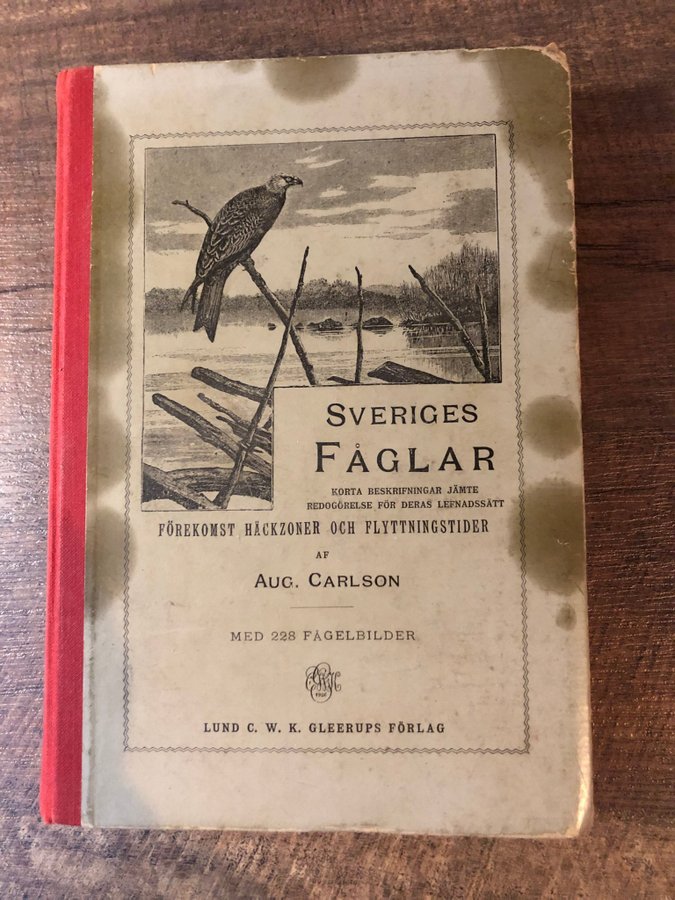 SVERIGES
FÅGLAR
KORTA BESKRIFNINGAR JÄMTE
REDOGÖRELSE FÖR DERAS LEFNADSSÄTT
FÖREKOMST HÄCKZONER OCH FLYTTNINGSTIDER
AF
AUG. CARLSON
MED 228 FÅGELBILDER
LUND C. W. K. GLEERUPS FÖRLAG